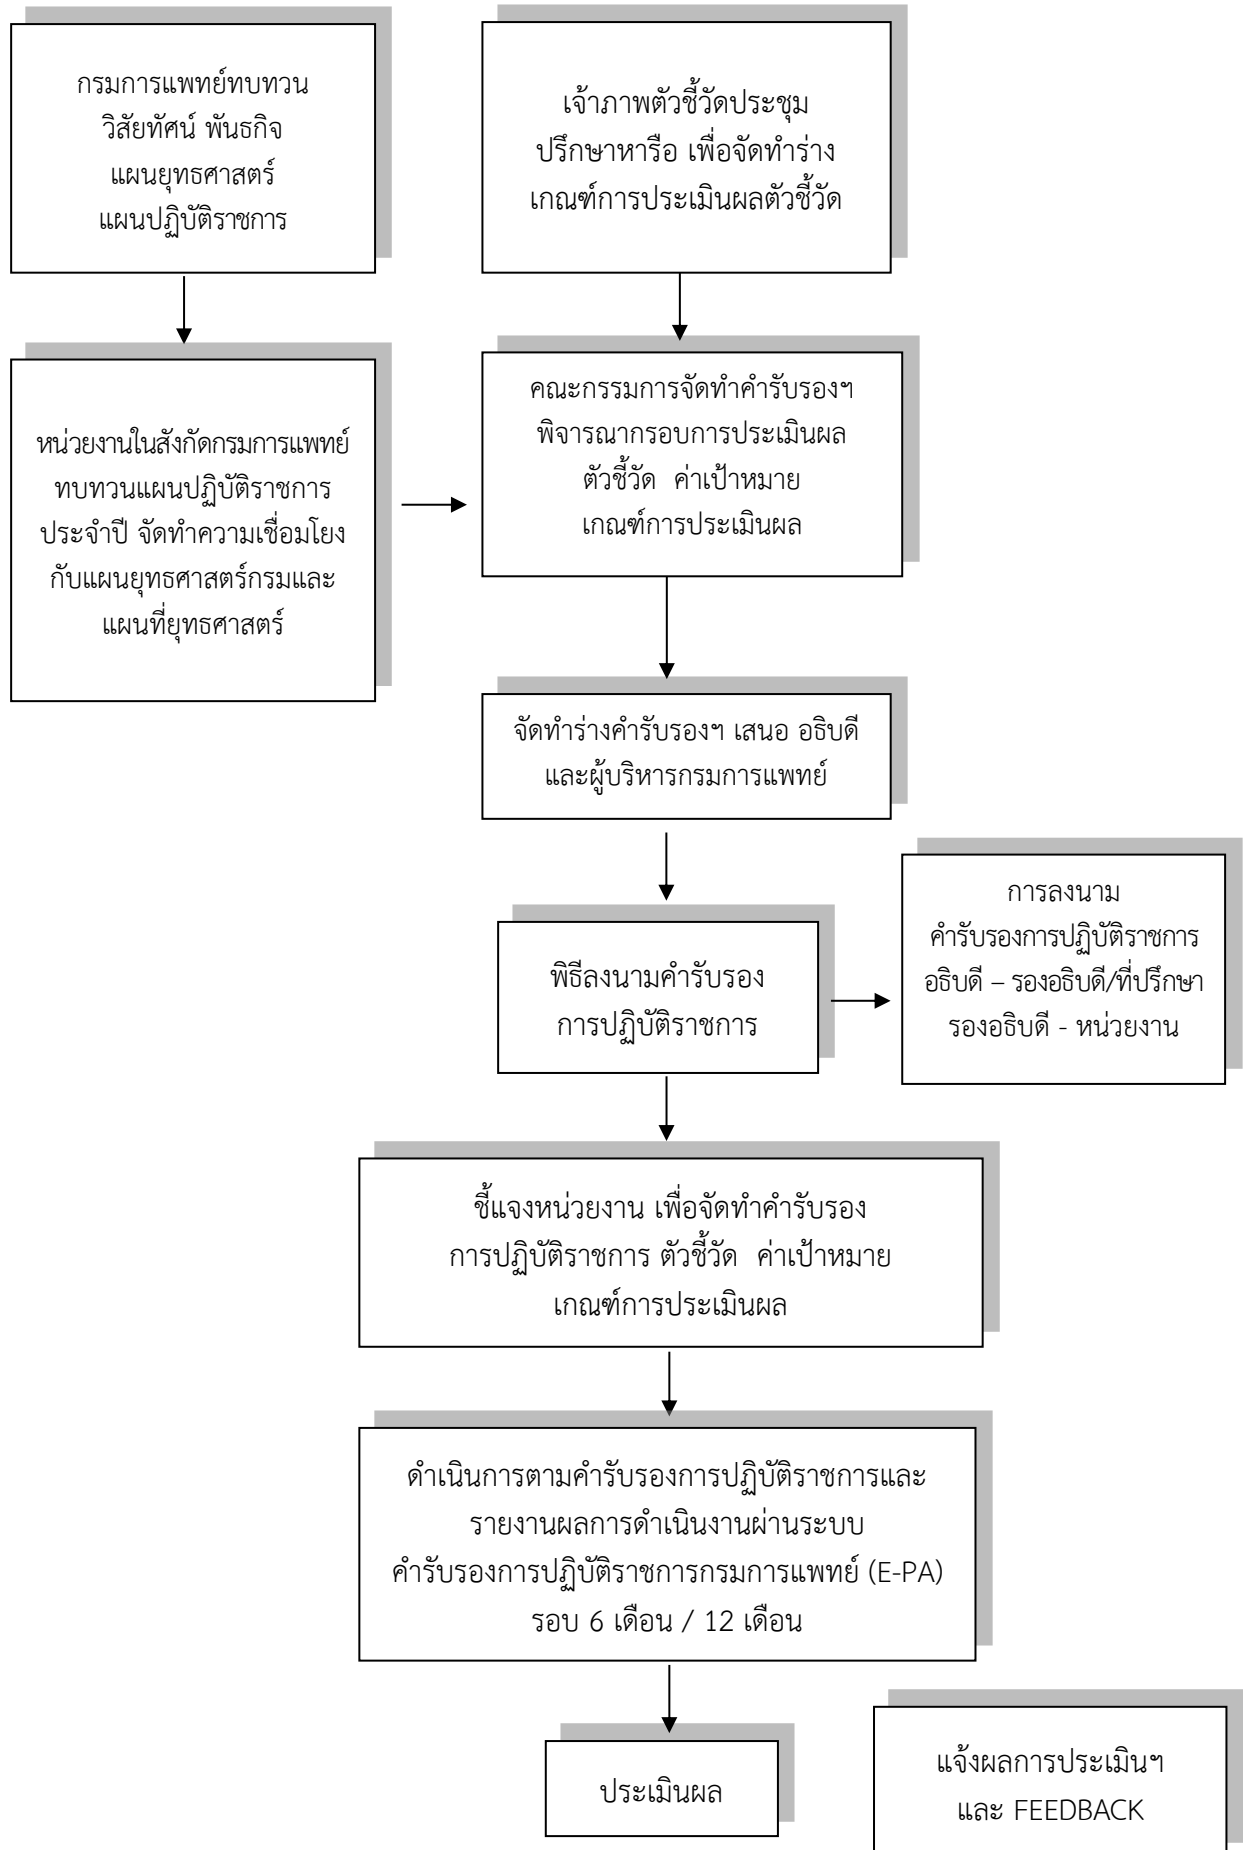 กรมการแพทย์ทบทวน
วิสัยทัศน์ พันธกิจ
แผนยุทธศาสตร์
แผนปฏิบัติราชการ
เจ้าภาพตัวชี้วัดประชุม
ปรึกษาหารือ เพื่อจัดทำร่าง
เกณฑ์การประเมินผลตัวชี้วัด
หน่วยงานในสังกัดกรมการแพทย์
ทบทวนแผนปฏิบัติราชการ
ประจำปี จัดทำความเชื่อมโยง
กับแผนยุทธศาสตร์กรมและ
แผนที่ยุทธศาสตร์
คณะกรรมการจัดทำคำรับรองฯ
พิจารณากรอบการประเมินผล
ตัวชี้วัด ค่าเป้าหมาย
เกณฑ์การประเมินผล
จัดทำร่างคำรับรองฯ เสนอ อธิบดี
และผู้บริหารกรมการแพทย์
พิธีลงนามคำรับรอง
การปฏิบัติราชการ
การลงนาม
คำรับรองการปฏิบัติราชการ
อธิบดี – รองอธิบดี/ที่ปรึกษา
รองอธิบดี - หน่วยงาน
ชี้แจงหน่วยงาน เพื่อจัดทำคำรับรอง
การปฏิบัติราชการ ตัวชี้วัด ค่าเป้าหมาย
เกณฑ์การประเมินผล
ดำเนินการตามคำรับรองการปฏิบัติราชการและ
รายงานผลการดำเนินงานผ่านระบบ
คำรับรองการปฏิบัติราชการกรมการแพทย์ (E-PA)
รอบ 6 เดือน / 12 เดือน
ประเมินผล
แจ้งผลการประเมินฯ
และ FEEDBACK